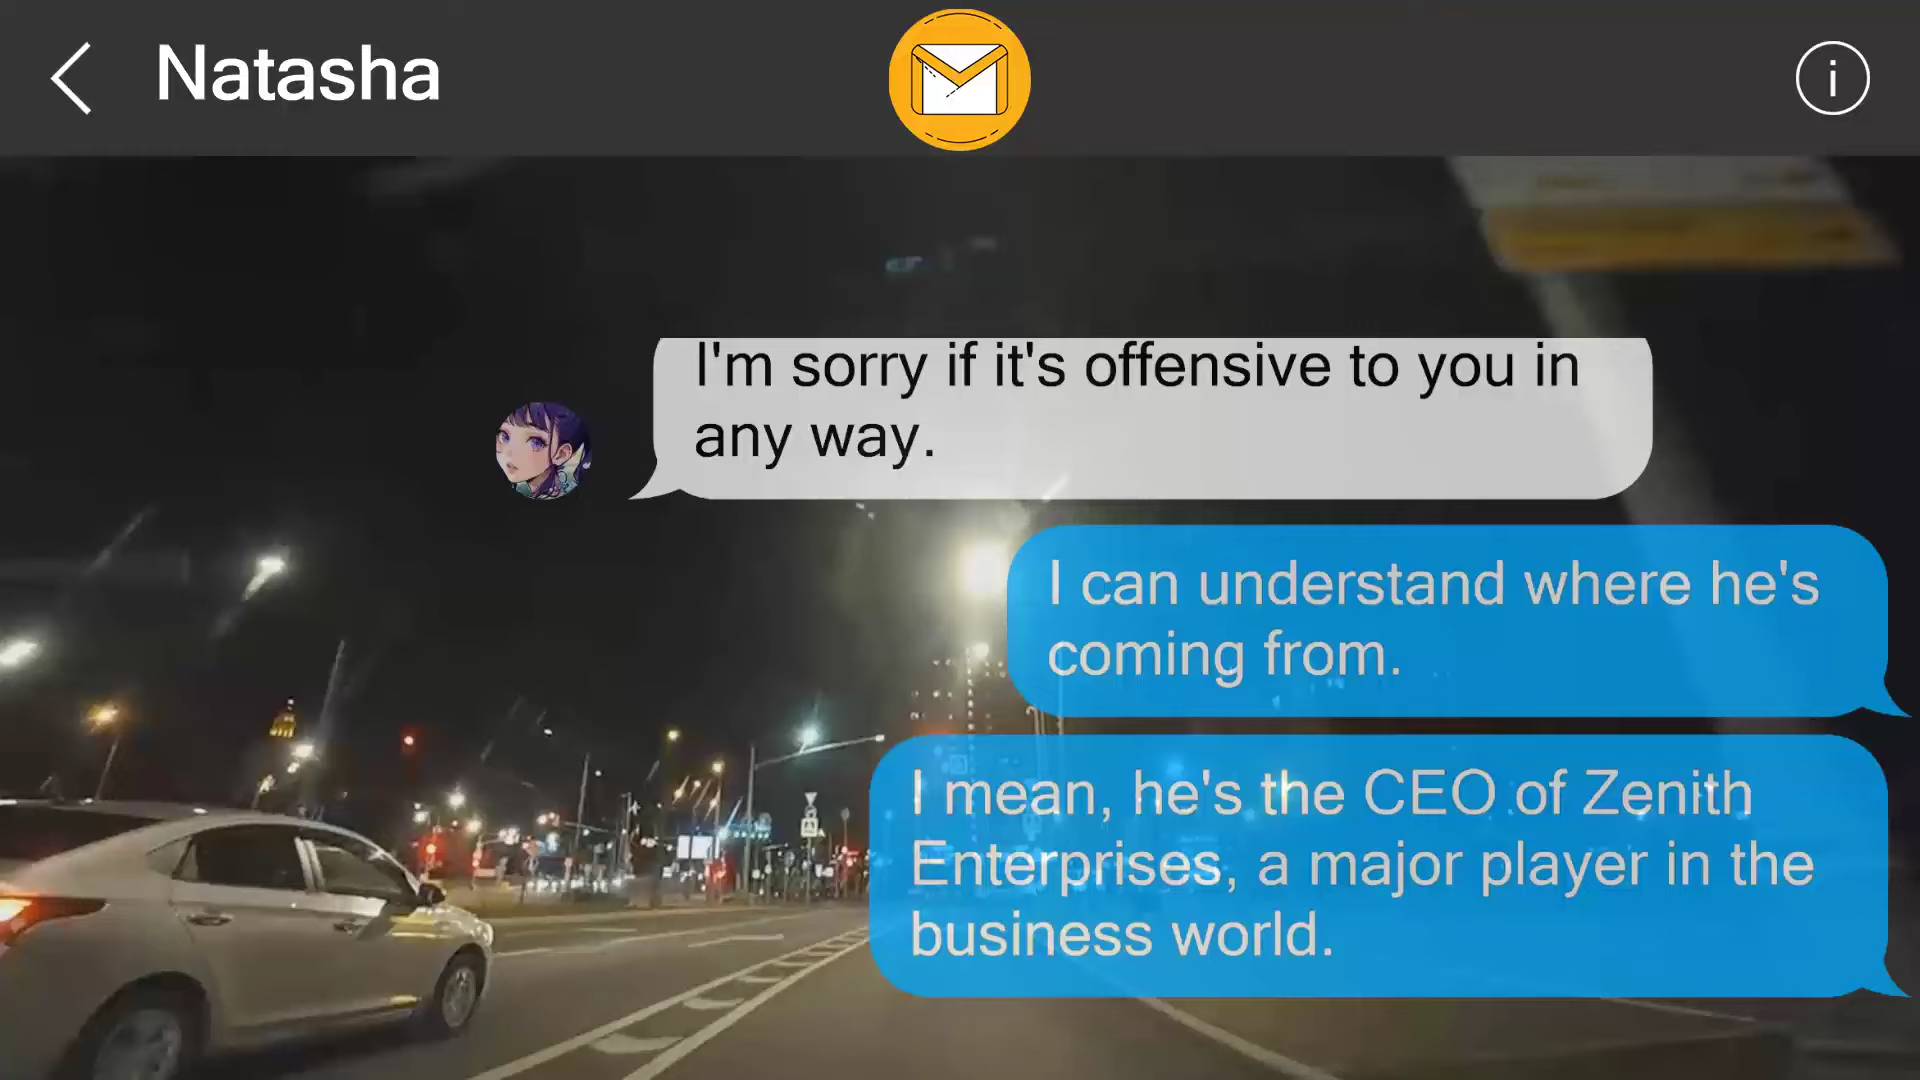 Natasha
I'm sorry if it's offensive to you in
any way.
I can understand where he's
coming from.
I mean, he's the CEO of Zenith
Enterprises, a major player in the
business world.